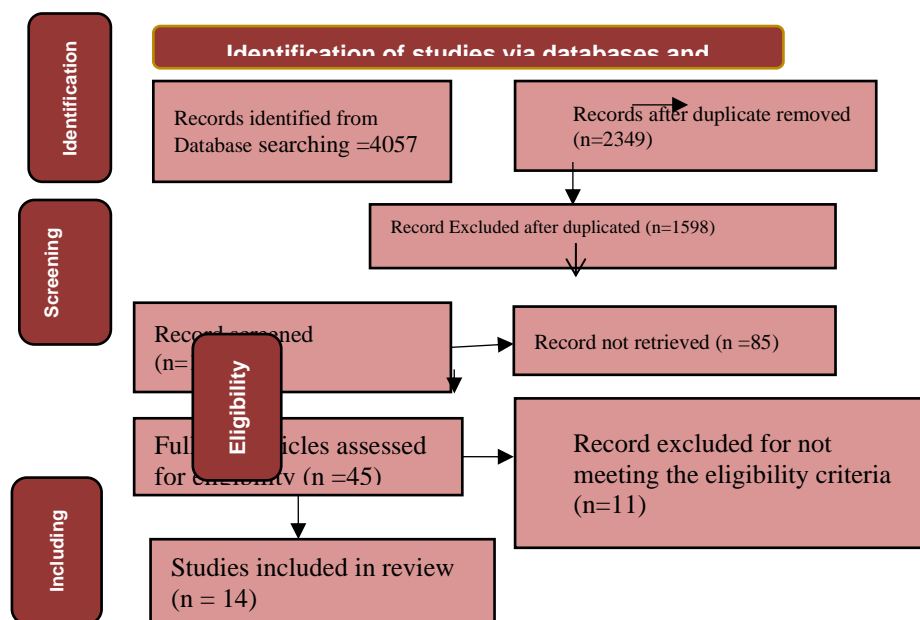 Identification of studies via databases and
Identification
Records identified from
Database searching =4057
Records after duplicate removed
(n=2349)
Screening
Record Excluded after duplicated (n=1598)
Record
(n=
Record not retrieved (n =85)
Eligibility
assessed
for eligibility (n =45)
Record excluded for not
meeting the eligibility criteria
(n=11)
Including
Studies included in review
(n = 14)